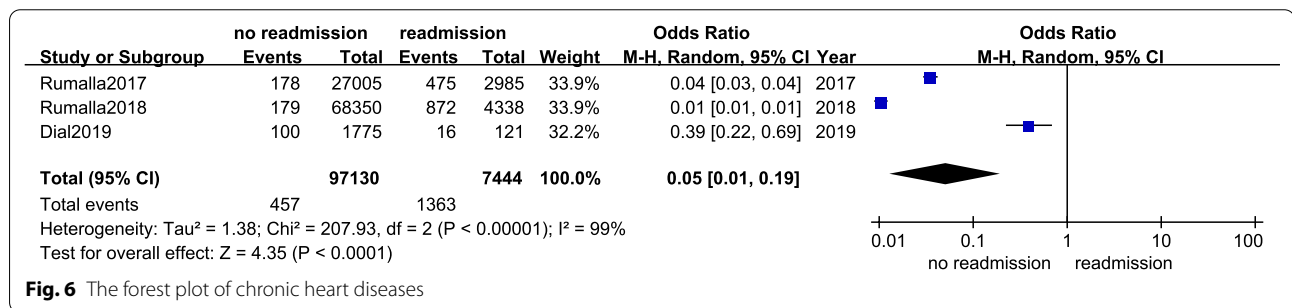 no readmission readmission Odds Ratio Odds Ratio
Study or Subgroup Events Total Events Total Weight M-H, Random, 95% CI Year M-H, Random, 95% CI
Rumalla2017 178 27005 475 2985 33.9% 0.04 [0.03, 0.04] 2017
Rumalla2018 179 68350 872 4338 33.9% 0.01 [0.01, 0.01] 2018
Dial2019 100 1775 16 121 32.2% 0.39 [0.22, 0.69] 2019
Total (95% CI) 97130 7444 100.0% 0.05 [0.01, 0.19]
Total events 457 1363
Heterogeneity: Tau² = 1.38; Chi² = 207.93, df = 2 (P < 0.00001); I² = 99%
Test for overall effect: Z = 4.35 (P < 0.0001)
0.01 0.1 1 10 100
no readmission readmission
Fig. 6 The forest plot of chronic heart diseases